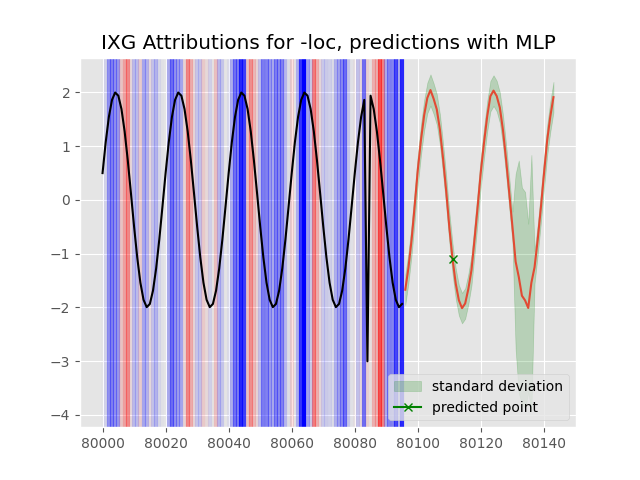 IXG Attributions for -loc, predictions with MLP
2
1
0
−1
−2
−3
−4
80000 80020 80040 80060 80080 80100 80120 80140
standard deviation
predicted point